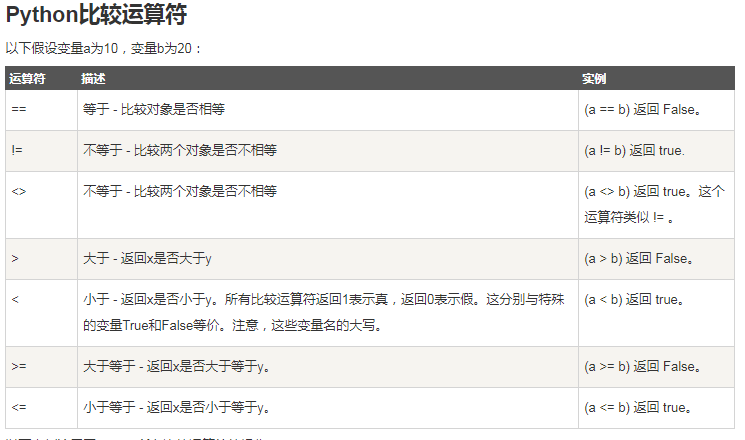 Python比较运算符
以下假设变量a为10，变量b为20：
运算符 描述 实例
== 等于 - 比较对象是否相等 (a == b) 返回 False。
!= 不等于 - 比较两个对象是否不相等 (a != b) 返回 true.
<> 不等于 - 比较两个对象是否不相等 (a <> b) 返回 true。这个
运算符类似 != 。
> 大于 - 返回x是否大于y (a > b) 返回 False。
< 小于 - 返回x是否小于y。所有比较运算符返回1表示真，返回0表示假。这分别与特殊 (a < b) 返回 true。
的变量True和False等价。注意，这些变量名的大写。
>= 大于等于 - 返回x是否大于等于y。 (a >= b) 返回 False。
<= 小于等于 - 返回x是否小于等于y。 (a <= b) 返回 true。